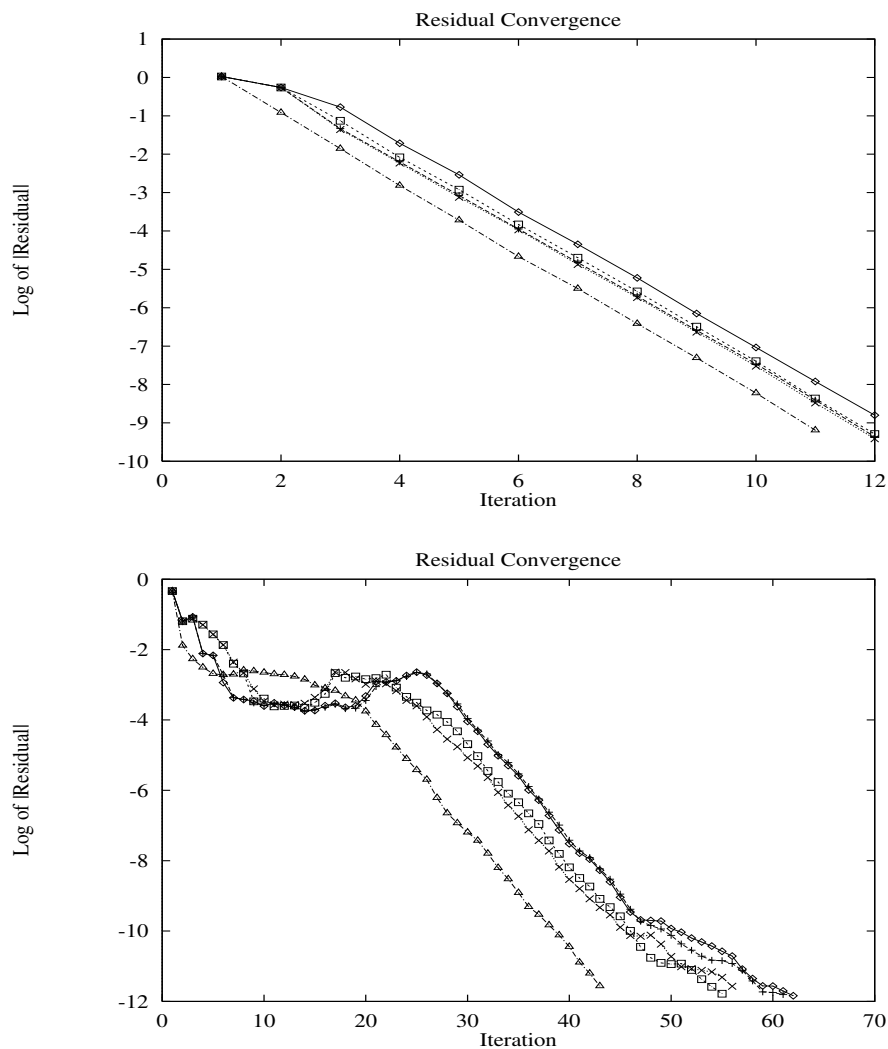 Residual Convergence
1
0
-1
-2
-3
-4
-5
-6
-7
-8
-9
-10
Log of ||Residual||
0 2 4 6 8 10 12
Iteration
Residual Convergence
0
-2
-4
-6
-8
-10
-12
Log of ||Residual||
0 10 20 30 40 50 60 70
Iteration